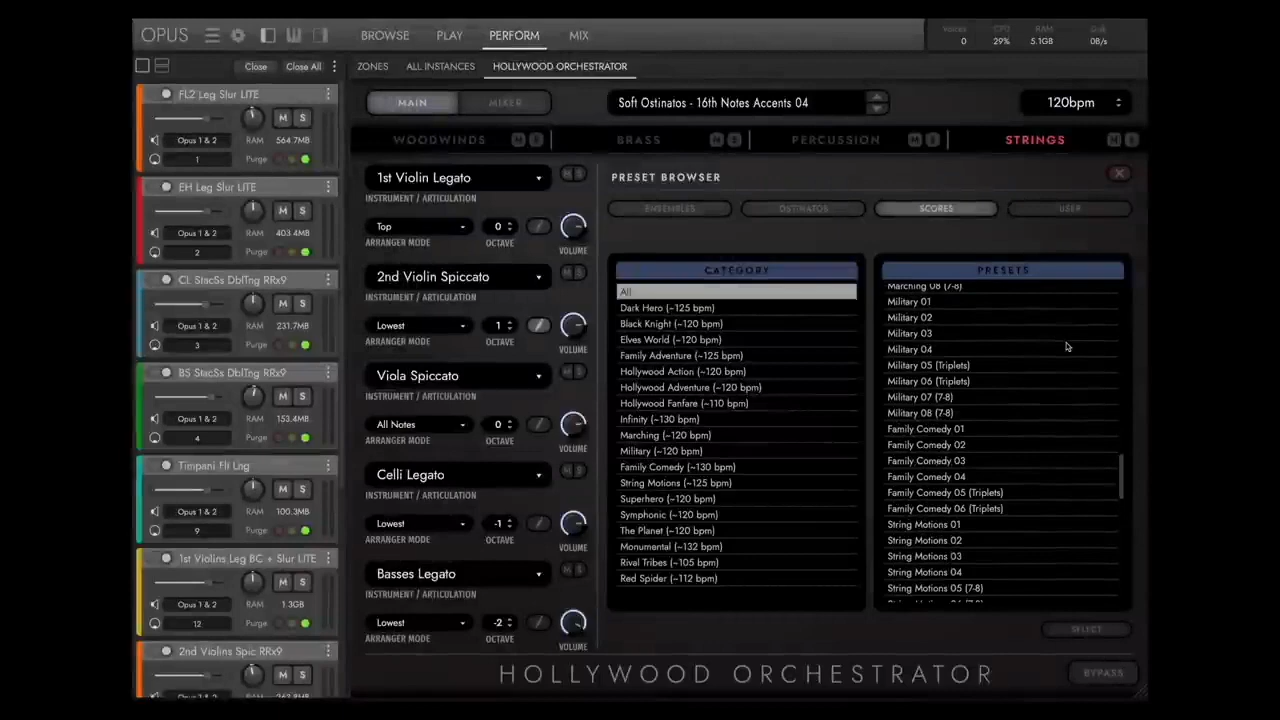 OPUS
BROWSE PLAY PERFORM MIX
Voices CPU RAM Disk
0 29% 5.1GB 0B/s
Close Close All
ZONES ALL INSTANCES HOLLYWOOD ORCHESTRATOR
FL2 Leg Slur LITE
M S
Opus 1 & 2 RAM 564.7MB
1 Purge
EH Leg Slur LITE
M S
Opus 1 & 2 RAM 403.4MB
2 Purge
CL StacSs DblTng RRx9
M S
Opus 1 & 2 RAM 231.7MB
3 Purge
BS StacSs DblTng RRx9
M S
Opus 1 & 2 RAM 153.4MB
4 Purge
M S
Opus 1 & 2 RAM 100.3MB
9 Purge
1st Violins Leg BC + Slur LITE
M S
Opus 1 & 2 RAM 1.3GB
12 Purge
2nd Violins Spic RRx9
M S
MAIN MIXER
Soft Ostinatos - 16th Notes Accents 04
120bpm
WOODWINDS M S BRASS M S PERCUSSION M S STRINGS M S
1st Violin Legato M S
INSTRUMENT / ARTICULATION
Top 0
ARRANGER MODE OCTAVE VOLUME
2nd Violin Spiccato M S
INSTRUMENT / ARTICULATION
Lowest 1
ARRANGER MODE OCTAVE VOLUME
Viola Spiccato M S
INSTRUMENT / ARTICULATION
All Notes 0
ARRANGER MODE OCTAVE VOLUME
Celli Legato M S
INSTRUMENT / ARTICULATION
Lowest -1
ARRANGER MODE OCTAVE VOLUME
Basses Legato M S
INSTRUMENT / ARTICULATION
Lowest -2
ARRANGER MODE OCTAVE VOLUME
PRESET BROWSER
ENSEMBLES OSTINATOS SCORES USER
CATEGORY
All
Dark Hero (~125 bpm)
Black Knight (~120 bpm)
Elves World (~120 bpm)
Family Adventure (~125 bpm)
Hollywood Action (~120 bpm)
Hollywood Adventure (~120 bpm)
Hollywood Fanfare (~110 bpm)
Infinity (~130 bpm)
Marching (~120 bpm)
Military (~120 bpm)
Family Comedy (~130 bpm)
String Motions (~125 bpm)
Superhero (~120 bpm)
Symphonic (~120 bpm)
The Planet (~120 bpm)
Monumental (~132 bpm)
Rival Tribes (~105 bpm)
Red Spider (~112 bpm)
PRESETS
Marching 08 (7-8)
Military 01
Military 02
Military 03
Military 04
Military 05 (Triplets)
Military 06 (Triplets)
Military 07 (7-8)
Military 08 (7-8)
Family Comedy 01
Family Comedy 02
Family Comedy 03
Family Comedy 04
Family Comedy 05 (Triplets)
Family Comedy 06 (Triplets)
String Motions 01
String Motions 02
String Motions 03
String Motions 04
String Motions 05 (7-8)
SELECT
HOLLYWOOD ORCHESTRATOR
BYPASS